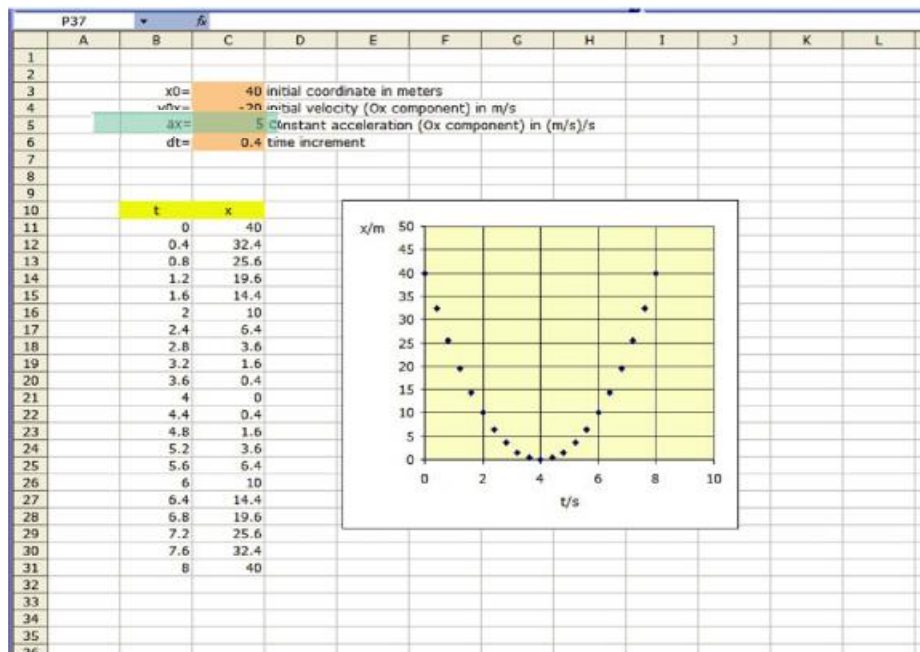 P37 fx
A B C D E F G H I J K L
1
2
3 x0= 40 initial coordinate in meters
4 v0x= -20 initial velocity (Ox component) in m/s
5 ax= 5 constant acceleration (Ox component) in (m/s)/s
6 dt= 0.4 time increment
7
8
9
10 t x
11 0 40
12 0.4 32.4
13 0.8 25.6
14 1.2 19.6
15 1.6 14.4
16 2 10
17 2.4 6.4
18 2.8 3.6
19 3.2 1.6
20 3.6 0.4
21 4 0
22 4.4 0.4
23 4.8 1.6
24 5.2 3.6
25 5.6 6.4
26 6 10
27 6.4 14.4
28 6.8 19.6
29 7.2 25.6
30 7.6 32.4
31 8 40
32
33
34
35
36
x/m 50
45
40
35
30
25
20
15
10
5
0
0 2 4 6 8 10
t/s